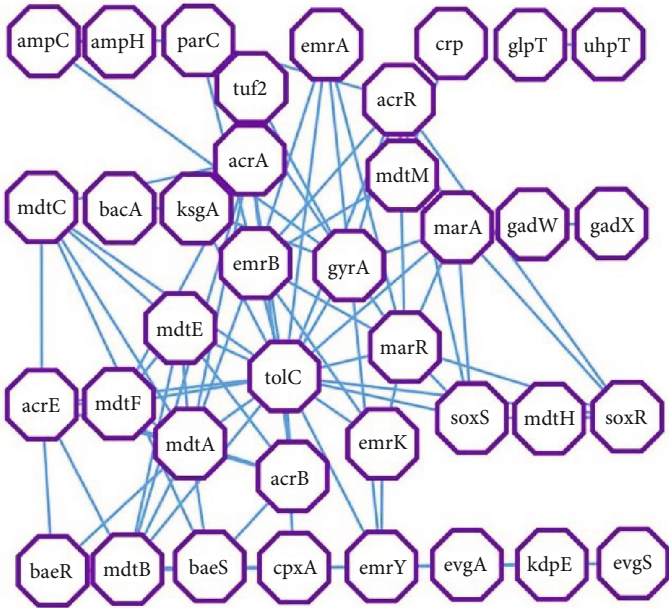 ampC ampH parC emrA crp glpT uhpT
tuf2 acrR
acrA mdtM
mdtC bacA ksgA marA gadW gadX
emrB gyrA
mdtE marR
tolC
acrE mdtF soxS mdtH soxR
mdtA emrK
acrB
baeR mdtB baeS cpxA emrY evgA kdpE evgS